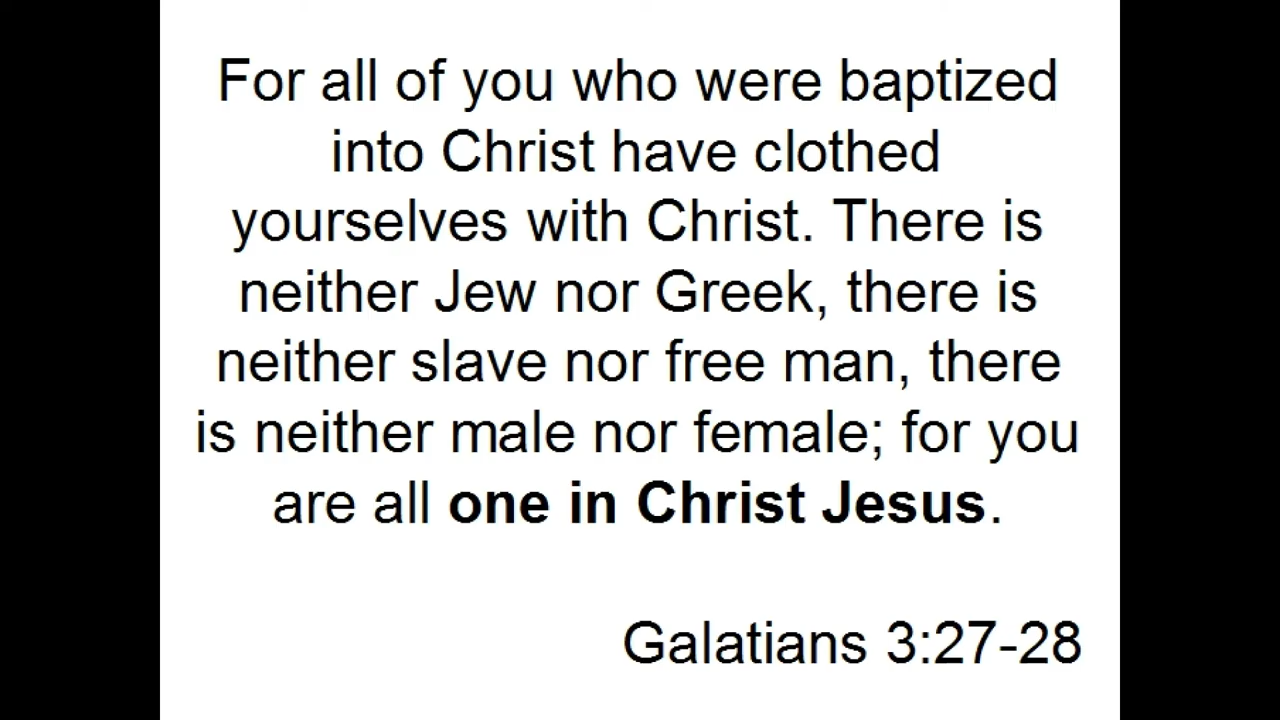 For all of you who were baptized
into Christ have clothed
yourselves with Christ. There is
neither Jew nor Greek, there is
neither slave nor free man, there
is neither male nor female; for you
are all one in Christ Jesus.
Galatians 3:27-28